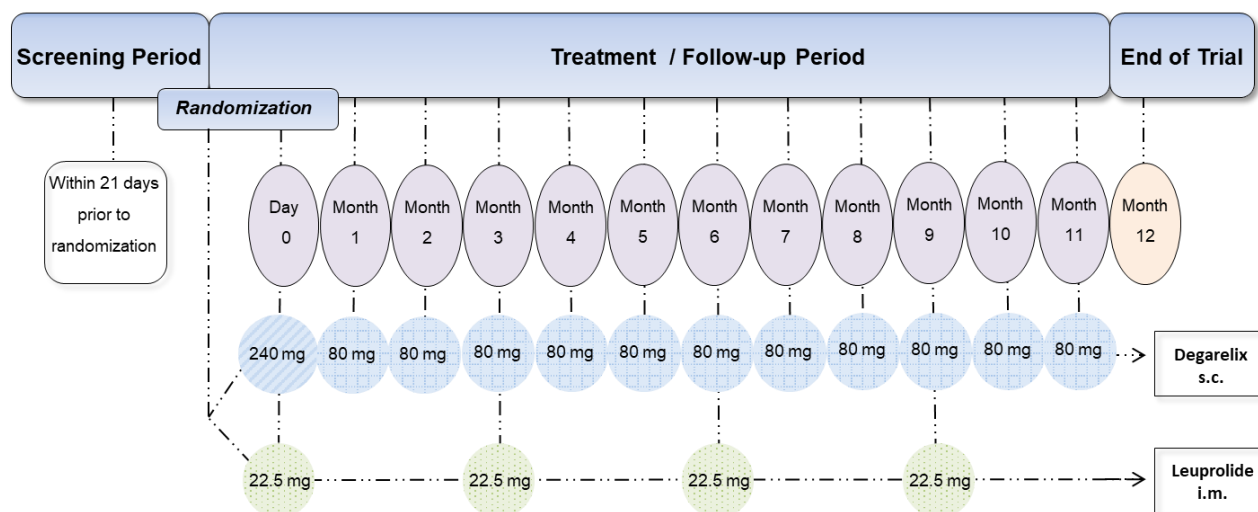 Screening Period
Treatment / Follow-up Period
End of Trial
Randomization
Within 21 days
prior to
randomization
Day
0
Month
1
Month
2
Month
3
Month
4
Month
5
Month
6
Month
7
Month
8
Month
9
Month
10
Month
11
Month
12
240 mg
80 mg
80 mg
80 mg
80 mg
80 mg
80 mg
80 mg
80 mg
80 mg
80 mg
80 mg
Degarelix
s.c.
22.5 mg
22.5 mg
22.5 mg
22.5 mg
Leuprolide
i.m.